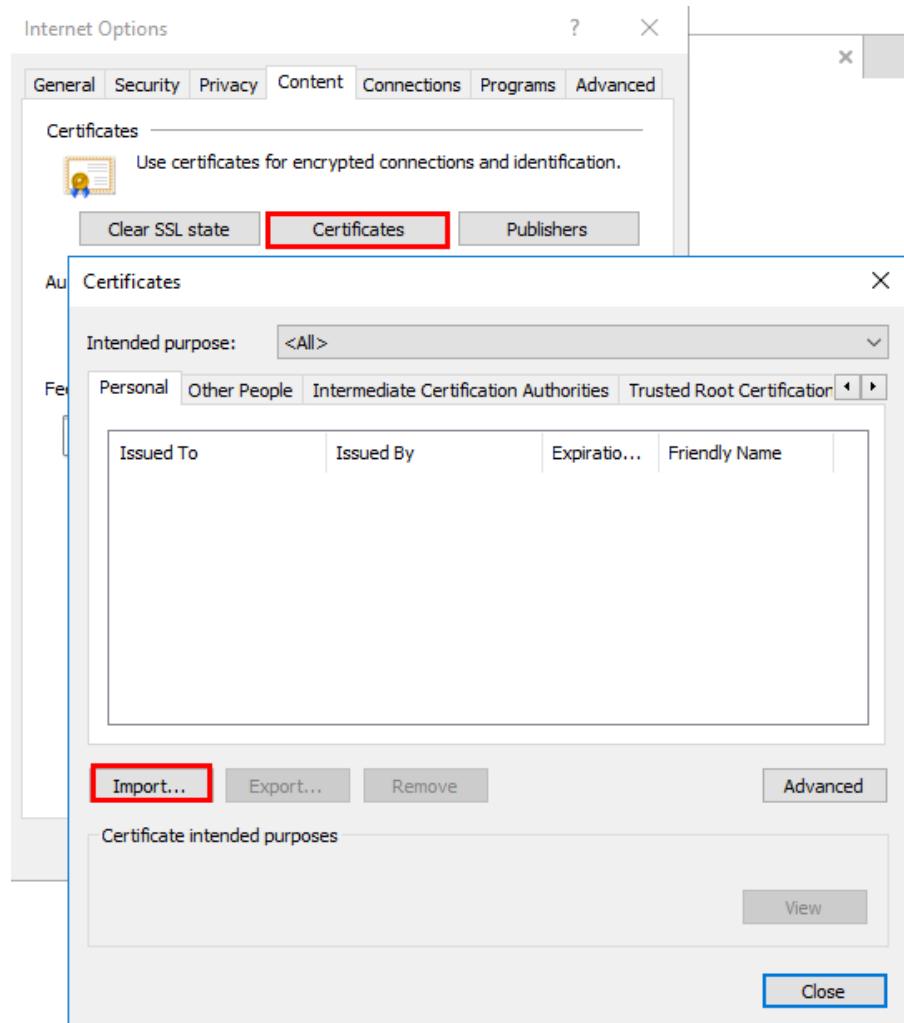 Internet Options
?
General Security Privacy Content Connections Programs Advanced
Certificates
Use certificates for encrypted connections and identification.
Clear SSL state Certificates Publishers
Au
Certificates
Intended purpose: <All>
Fee
Personal Other People Intermediate Certification Authorities Trusted Root Certification
Issued To Issued By Expiratio... Friendly Name
Import... Export... Remove Advanced
Certificate intended purposes
View
Close